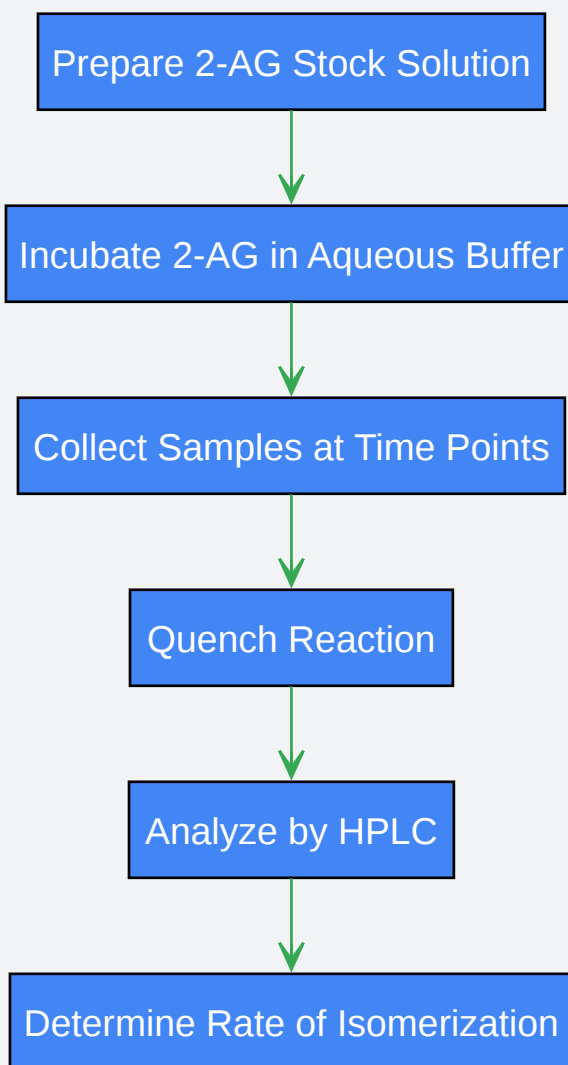 Prepare 2-AG Stock Solution
Incubate 2-AG in Aqueous Buffer
Collect Samples at Time Points
Quench Reaction
Analyze by HPLC
Determine Rate of Isomerization